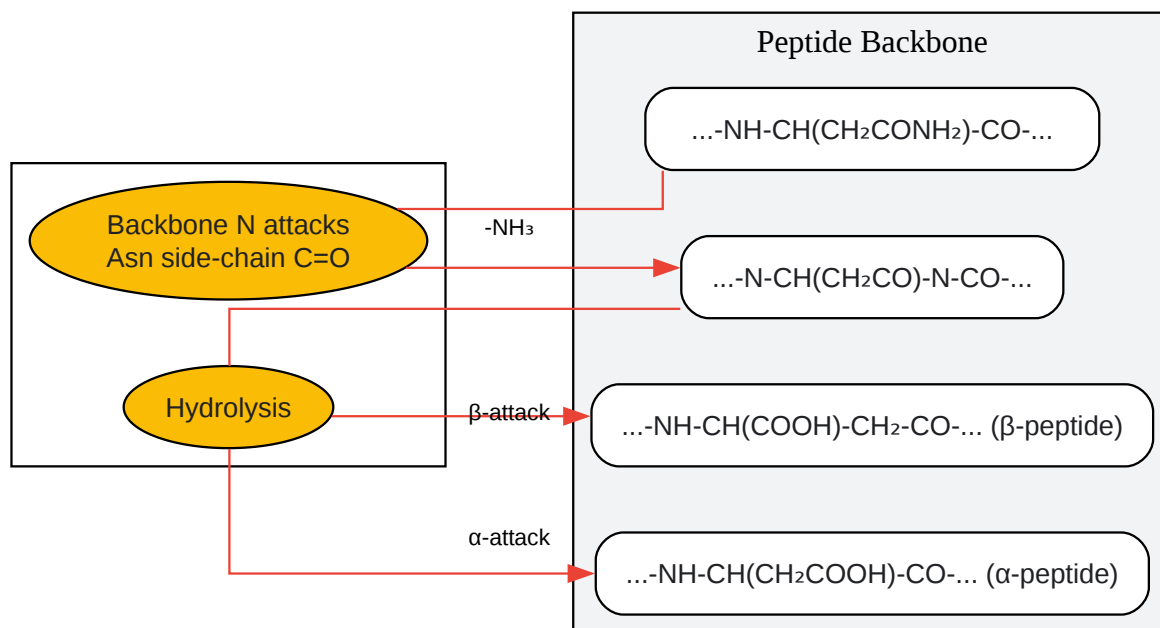 Peptide Backbone
...-NH-CH(CH₂CONH₂)-CO-...
Backbone N attacks
Asn side-chain C=O
-NH₃
...-N-CH(CH₂CO)-N-CO-...
Hydrolysis
β-attack
...-NH-CH(COOH)-CH₂-CO-... (β-peptide)
α-attack
...-NH-CH(CH₂COOH)-CO-... (α-peptide)